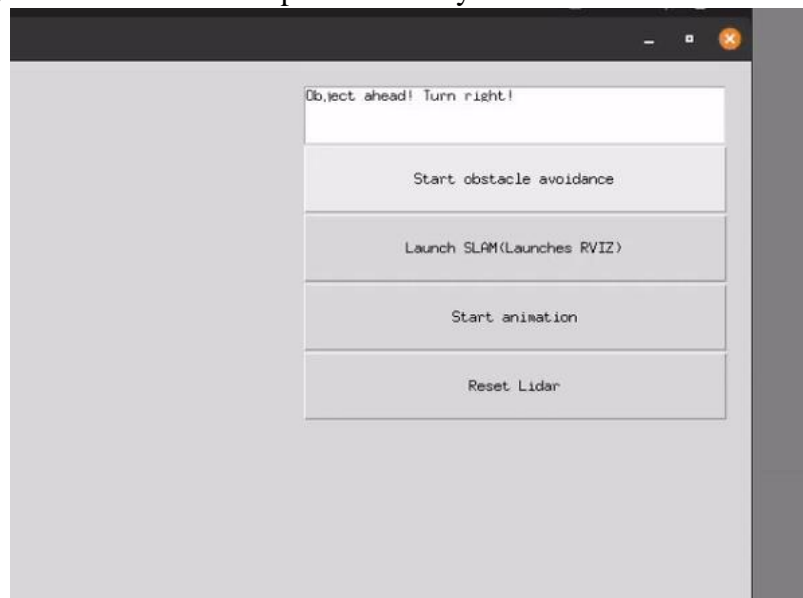 Object ahead! Turn right!
Start obstacle avoidance
Launch SLAM(Launches RVIZ)
Start animation
Reset Lidar